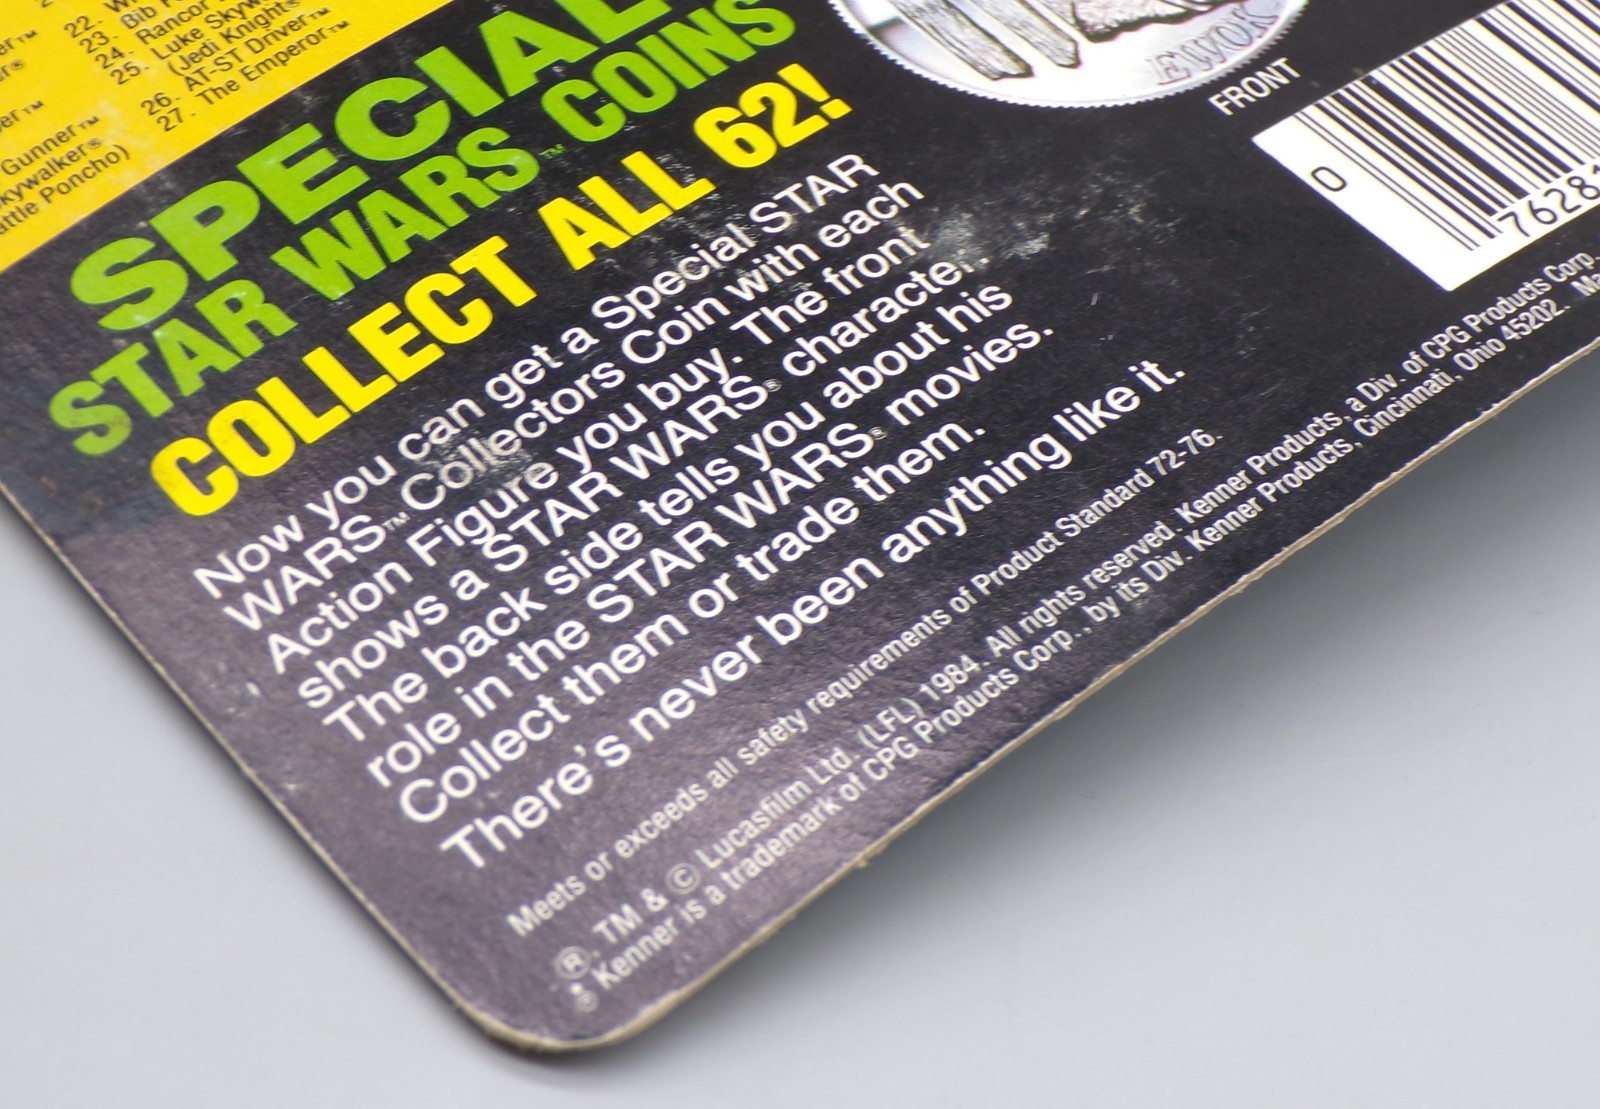 22.
23. Bib
24. Rancor
25. Luke
(Jedi Knight®
26. AT-ST Driver™
27. The Emperor™
Gunner™
Poncho)
SPECIAL
STAR WARS™ COINS
COLLECT ALL 62!
Now you can get a Special STAR
WARS™ Collectors Coin with each
Action Figure you buy. The front
shows a STAR WARS® character.
The back side tells you about his
role in the STAR WARS® movies.
Collect them or trade them.
There's never been anything like it.
Meets or exceeds all safety requirements of Product Standard 72-76.
®, TM & © Lucasfilm Ltd. (LFL) 1984. All rights reserved. Kenner Products, a Div. of CPG Products Corp.,
Kenner is a trademark of CPG Products Corp., by its Div. Kenner Products, Cincinnati, Ohio 45202.
EWOK
FRONT
0
7628